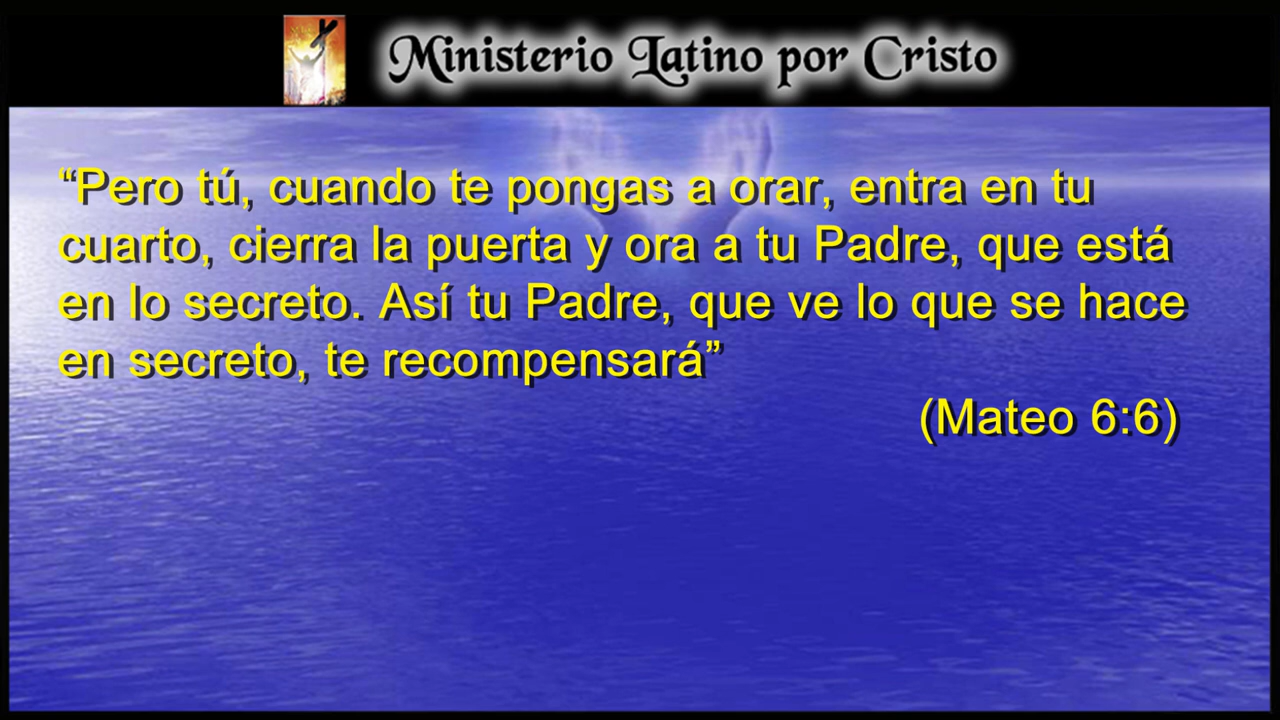 Ministerio Latino por Cristo
“Pero tú, cuando te pongas a orar, entra en tu
cuarto, cierra la puerta y ora a tu Padre, que está
en lo secreto. Así tu Padre, que ve lo que se hace
en secreto, te recompensará”
(Mateo 6:6)